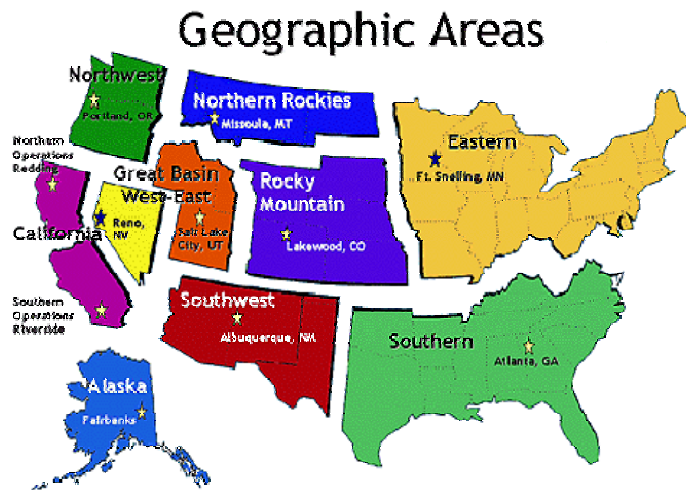 Geographic Areas
Northwest
Portland, OR
Northern Rockies
Missoula, MT
Eastern
Ft. Snelling, MN
Northern
Operations
Redding
Great Basin
West-East
Reno,
NV
Salt Lake
City, UT
Rocky
Mountain
Lakewood, CO
California
Southern
Operations
Riverside
Southwest
Albuquerque, NM
Southern
Atlanta, GA
Alaska
Fairbanks